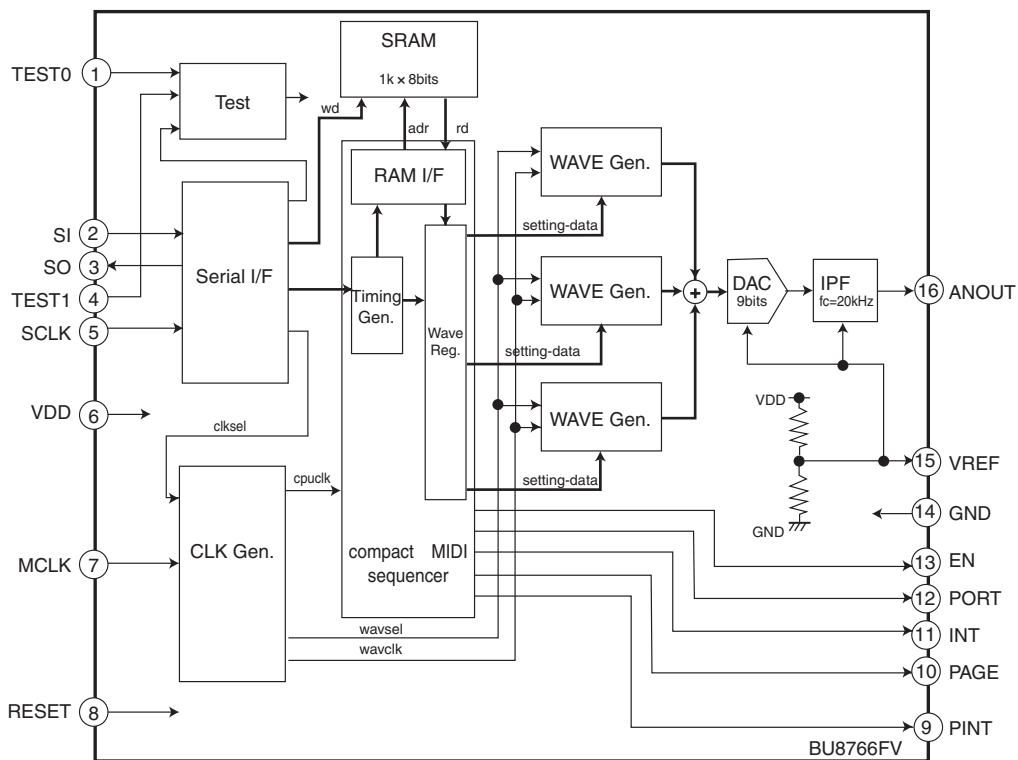 SRAM
1k × 8bits
TEST0
1
Test
wd
adr
rd
RAM I/F
WAVE Gen.
setting-data
SI
2
SO
3
TEST1
4
SCLK
5
Serial I/F
Timing
Gen.
Wave
Reg.
WAVE Gen.
setting-data
+
DAC
9bits
IPF
fc=20kHz
16
ANOUT
VDD
6
clksel
WAVE Gen.
setting-data
VDD
GND
15
VREF
14
GND
cpuclk
CLK Gen.
MCLK
7
compact MIDI
sequencer
13
EN
12
PORT
wavsel
wavclk
11
INT
10
PAGE
RESET
8
9
PINT
BU8766FV